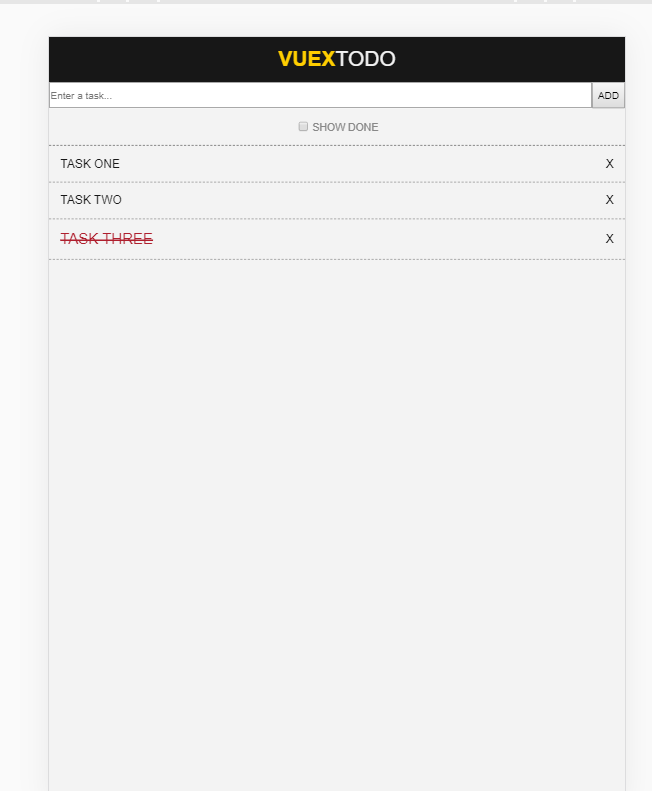 VUEXTODO
Enter a task... ADD
SHOW DONE
TASK ONE X
TASK TWO X
TASK THREE X